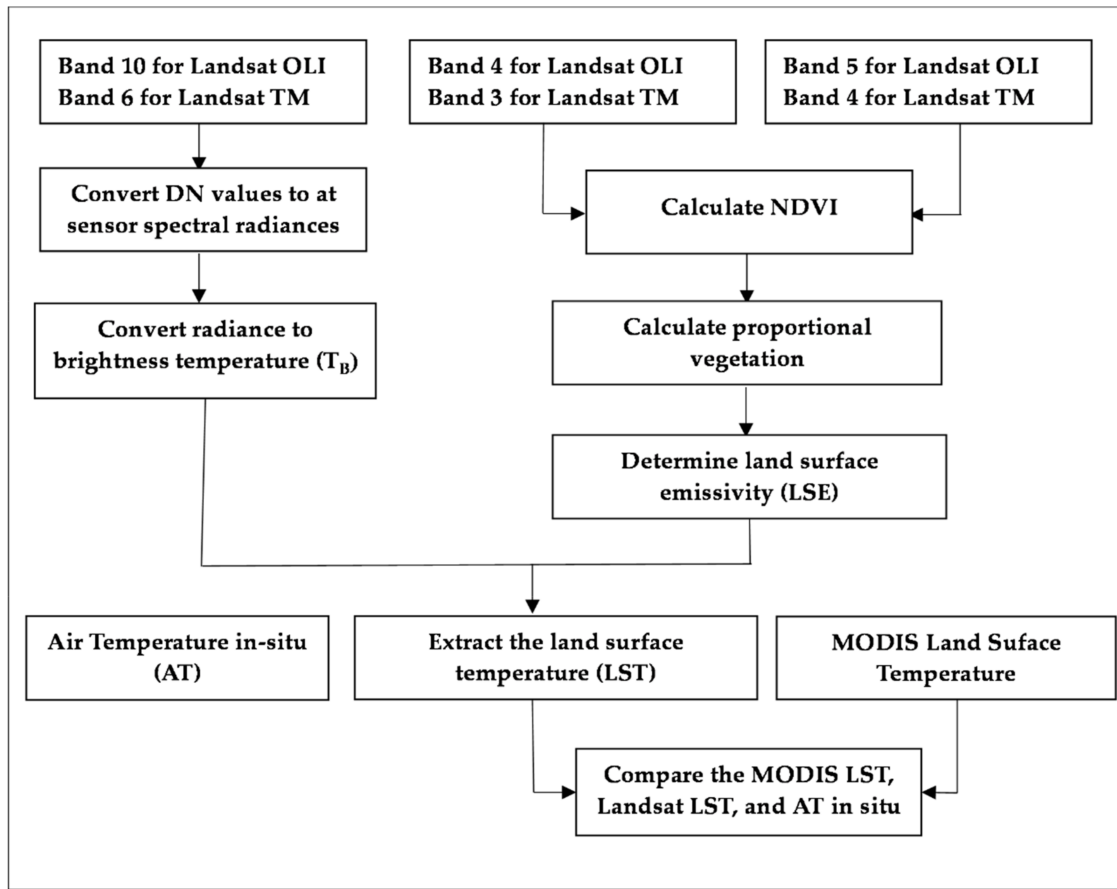 Band 10 for Landsat OLI
Band 6 for Landsat TM
Band 4 for Landsat OLI
Band 3 for Landsat TM
Band 5 for Landsat OLI
Band 4 for Landsat TM
Convert DN values to at
sensor spectral radiances
Calculate NDVI
Convert radiance to
brightness temperature (TB)
Calculate proportional
vegetation
Determine land surface
emissivity (LSE)
Air Temperature in-situ
(AT)
Extract the land surface
temperature (LST)
MODIS Land Suface
Temperature
Compare the MODIS LST,
Landsat LST, and AT in situ